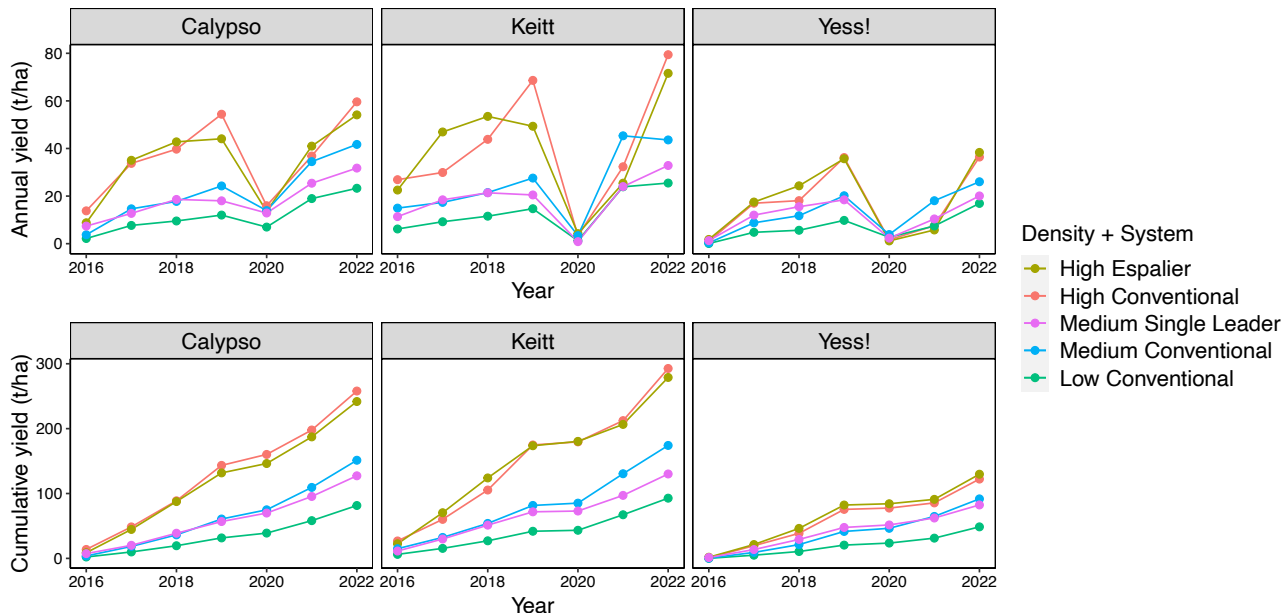 Calypso Keitt Yess!
Annual yield (t/ha)
80
60
40
20
0
2016 2018 2020 2022 2016 2018 2020 2022 2016 2018 2020 2022
Year
Calypso Keitt Yess!
Cumulative yield (t/ha)
300
200
100
0
2016 2018 2020 2022 2016 2018 2020 2022 2016 2018 2020 2022
Year
Density + System
High Espalier
High Conventional
Medium Single Leader
Medium Conventional
Low Conventional